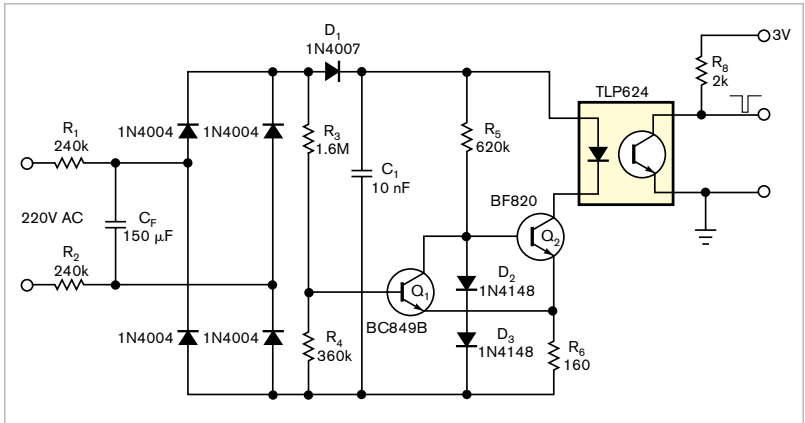 D1
1N4007
3V
R8
2k
TLP624
R1
240k
1N4004
1N4004
R3
1.6M
R5
620k
C1
10 nF
220V AC
CF
150 μF
BF820
Q2
R2
240k
D2
1N4148
Q1
BC849B
1N4004
1N4004
R4
360k
D3
1N4148
R6
160